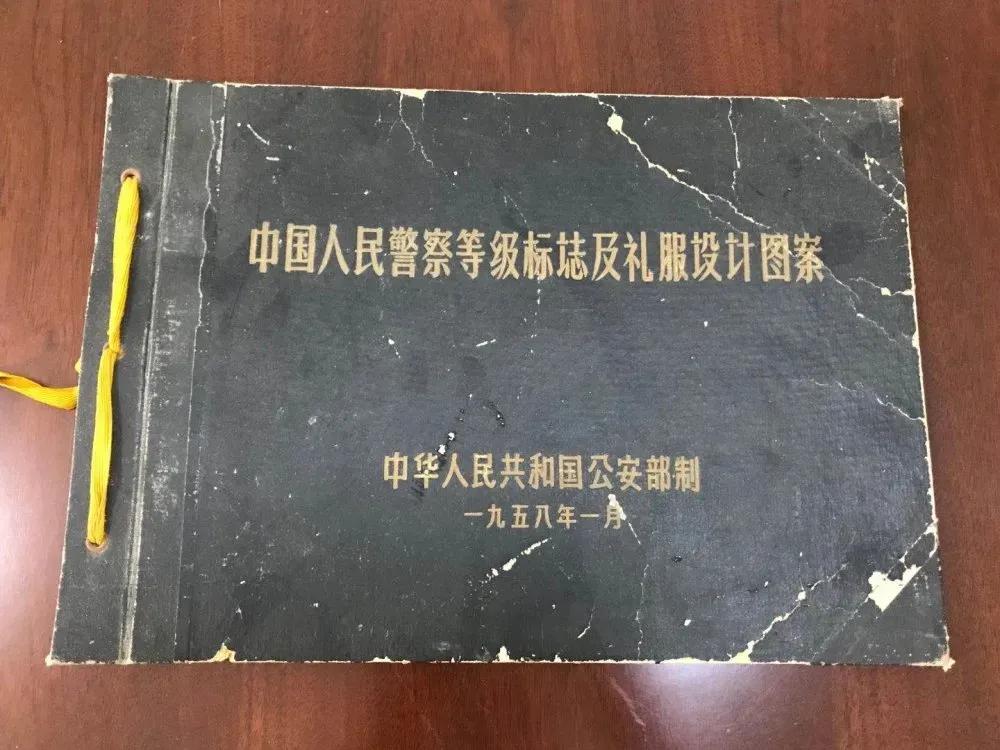 中国人民警察等级标誌及礼服设计图案
中华人民共和国公安部制
一九五八年一月